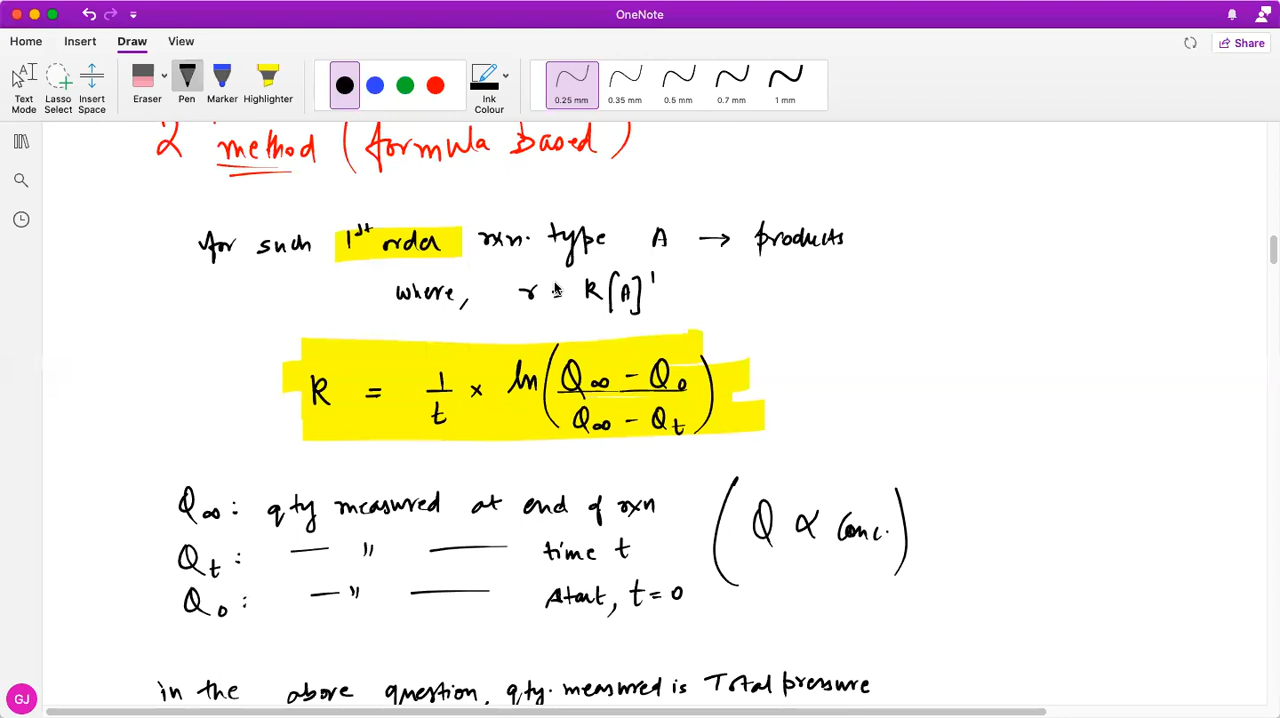 OneNote
Home Insert Draw View
Share
Text Mode
Lasso Select
Insert Space
Eraser
Pen
Marker
Highlighter
Ink Colour
0.25 mm
0.35 mm
0.5 mm
0.7 mm
1 mm
method (formula based)
for such 1st order rxn. type A → products
where, r = k[A]¹
k = 1/t × ln(Q∞ − Q₀ / Q∞ − Qt)
Q∞ : qty measured at end of rxn
(Q ∝ Conc.)
Qt : — " — time t
Q₀ : — " — start, t = 0
in the above question, qty. measured is Total pressure
GJ